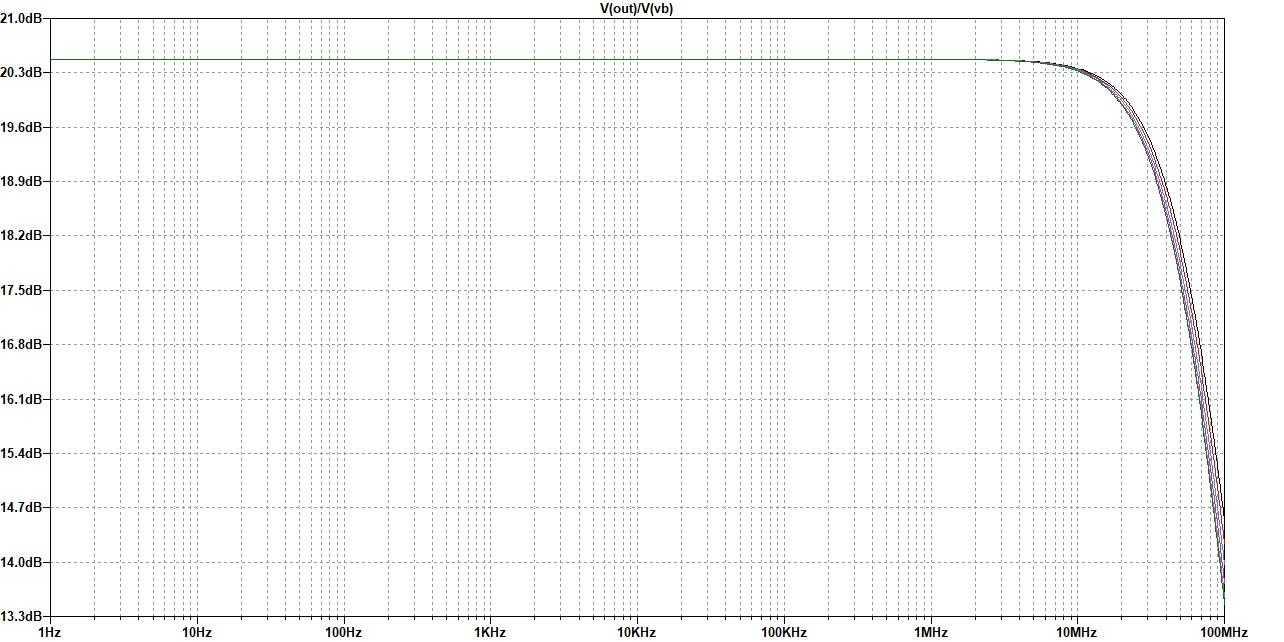 V(out)/V(vb)
21.0dB
20.3dB
19.6dB
18.9dB
18.2dB
17.5dB
16.8dB
16.1dB
15.4dB
14.7dB
14.0dB
13.3dB
1Hz 10Hz 100Hz 1KHz 10KHz 100KHz 1MHz 10MHz 100MHz